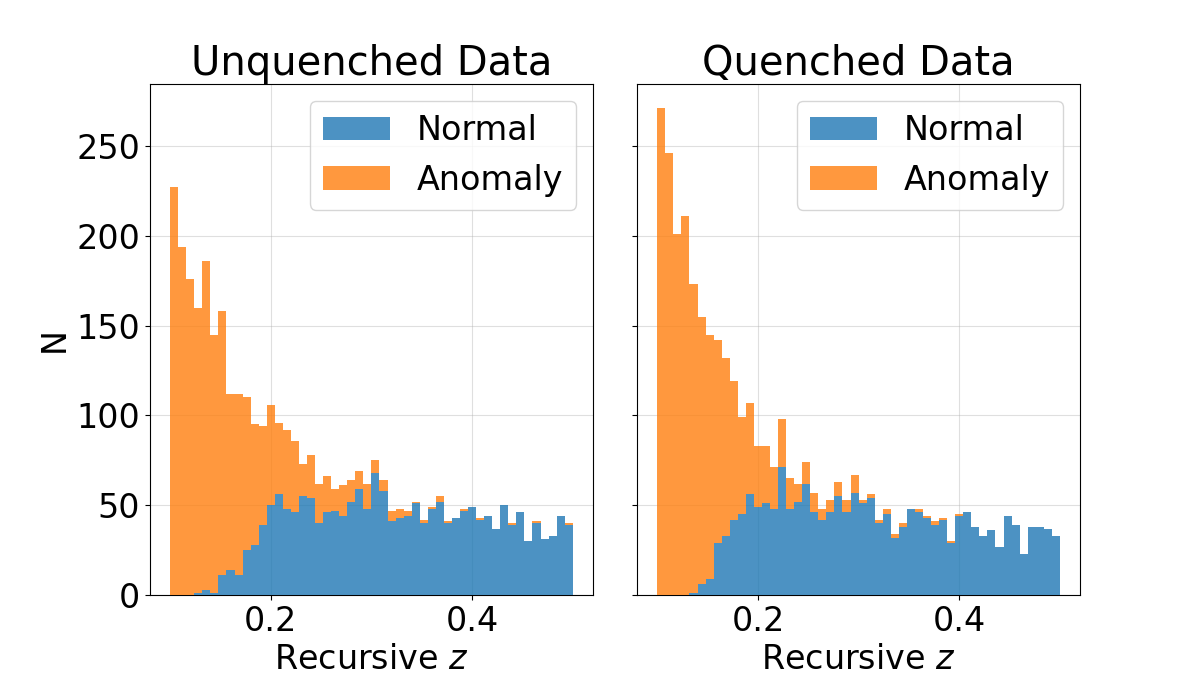 Unquenched Data
Quenched Data
Normal
Anomaly
Normal
Anomaly
N
250
200
150
100
50
0
0.2
0.4
0.2
0.4
Recursive z
Recursive z